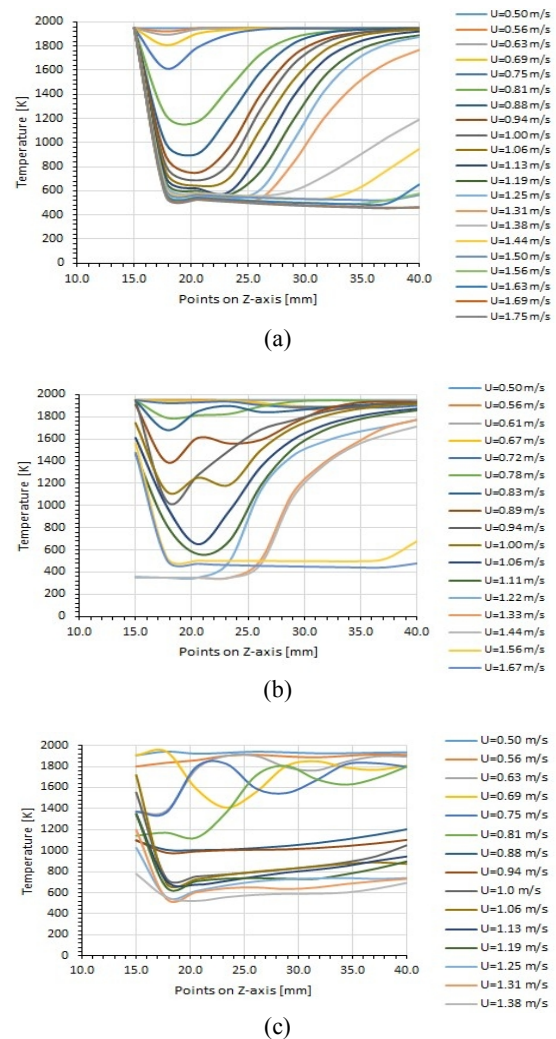 Temperature [K]
2000
1800
1600
1400
1200
1000
800
600
400
200
0
10.0 15.0 20.0 25.0 30.0 35.0 40.0
Points on Z-axis [mm]
U=0.50 m/s
U=0.56 m/s
U=0.63 m/s
U=0.69 m/s
U=0.75 m/s
U=0.81 m/s
U=0.88 m/s
U=0.94 m/s
U=1.00 m/s
U=1.06 m/s
U=1.13 m/s
U=1.19 m/s
U=1.25 m/s
U=1.31 m/s
U=1.38 m/s
U=1.44 m/s
U=1.50 m/s
U=1.56 m/s
U=1.63 m/s
U=1.69 m/s
U=1.75 m/s
(a)
Temperature [K]
2000
1800
1600
1400
1200
1000
800
600
400
200
0
10.0 15.0 20.0 25.0 30.0 35.0 40.0
Points on Z-axis [mm]
U=0.50 m/s
U=0.56 m/s
U=0.61 m/s
U=0.67 m/s
U=0.72 m/s
U=0.78 m/s
U=0.83 m/s
U=0.89 m/s
U=0.94 m/s
U=1.00 m/s
U=1.06 m/s
U=1.11 m/s
U=1.22 m/s
U=1.33 m/s
U=1.44 m/s
U=1.56 m/s
U=1.67 m/s
(b)
Temperature [K]
2000
1800
1600
1400
1200
1000
800
600
400
200
0
10.0 15.0 20.0 25.0 30.0 35.0 40.0
Points on Z-axis [mm]
U=0.50 m/s
U=0.56 m/s
U=0.63 m/s
U=0.69 m/s
U=0.75 m/s
U=0.81 m/s
U=0.88 m/s
U=0.94 m/s
U=1.0 m/s
U=1.06 m/s
U=1.13 m/s
U=1.19 m/s
U=1.25 m/s
U=1.31 m/s
U=1.38 m/s
(c)